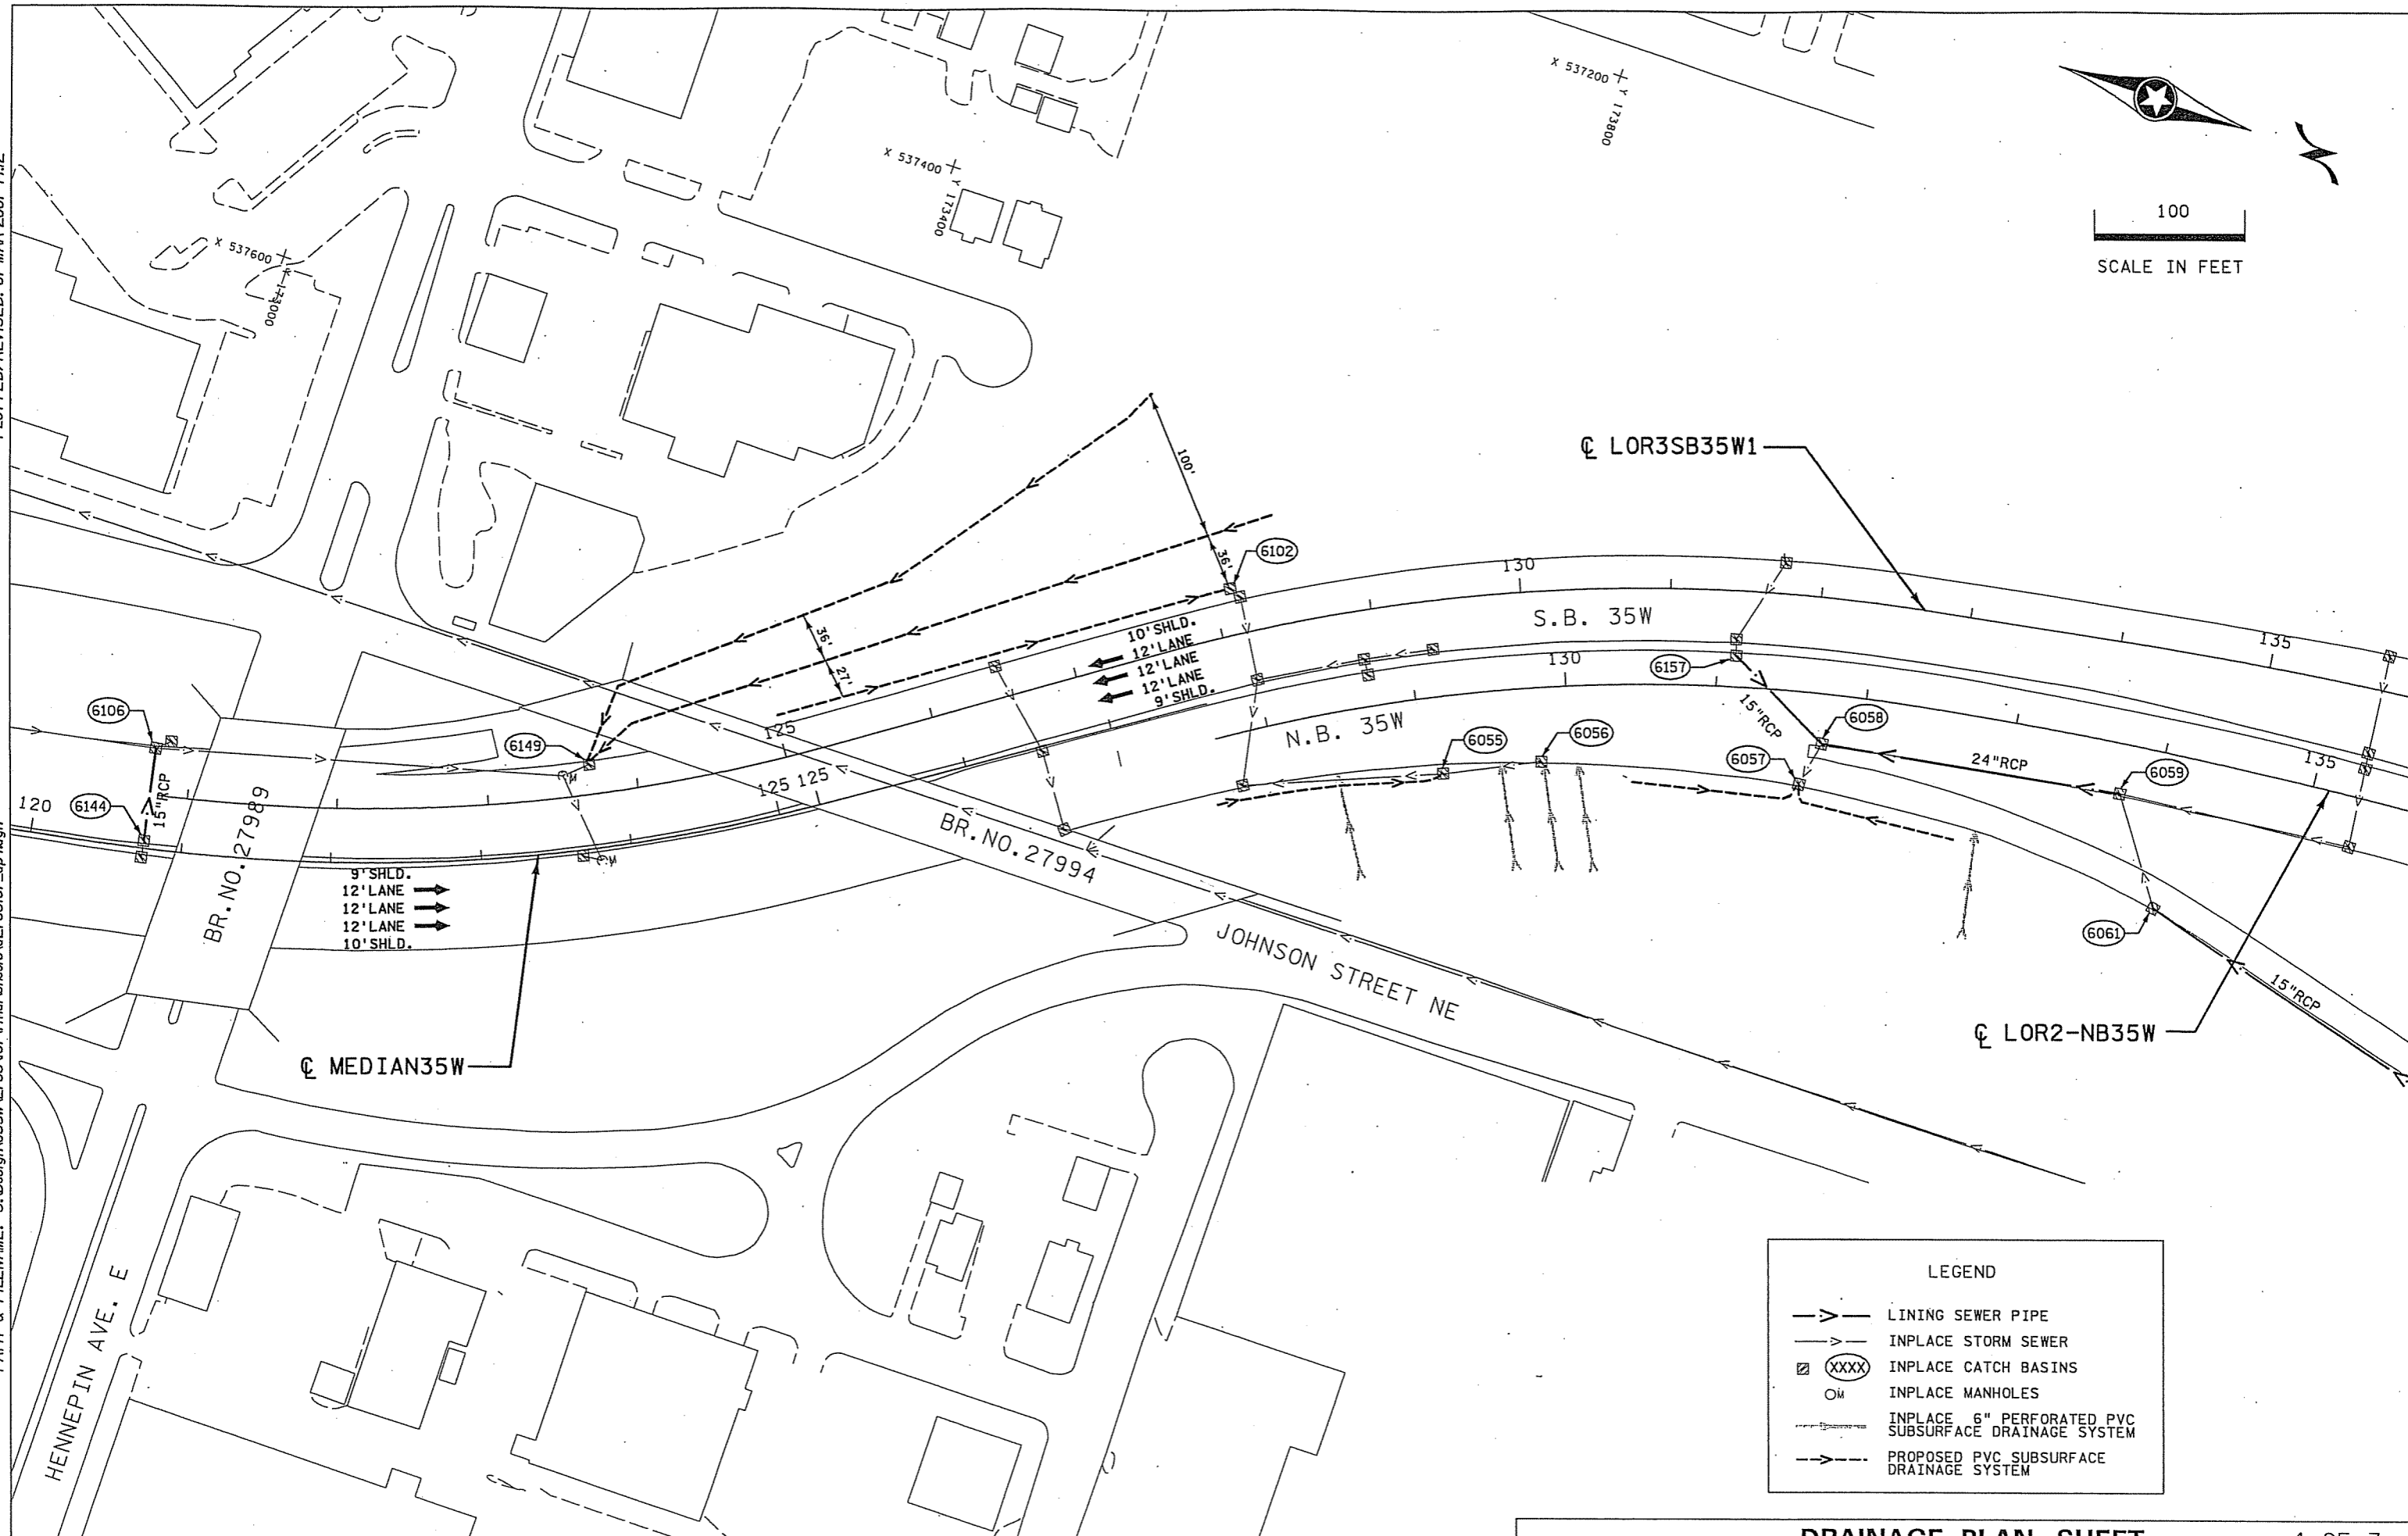 X 537200
Y 173800
X 537400
Y 173400
X 537600
100
SCALE IN FEET
℄ LOR3SB35W1
100'
36'
6102
130
S.B. 35W
135
10'SHLD.
12'LANE
12'LANE
12'LANE
9'SHLD.
36'
27'
130
6157
15"RCP
6058
N.B. 35W
6106
125
6149
6055
6056
6057
24"RCP
6059
135
120
6144
15"RCP
BR.NO.27989
125 125
BR.NO.27994
9'SHLD.
12'LANE
12'LANE
12'LANE
10'SHLD.
JOHNSON STREET NE
6061
15"RCP
℄ LOR2-NB35W
℄ MEDIAN35W
HENNEPIN AVE. E
LEGEND
LINING SEWER PIPE
INPLACE STORM SEWER
XXXX INPLACE CATCH BASINS
M INPLACE MANHOLES
INPLACE 6" PERFORATED PVC
SUBSURFACE DRAINAGE SYSTEM
PROPOSED PVC SUBSURFACE
DRAINAGE SYSTEM
DRAINAGE PLAN SHEET